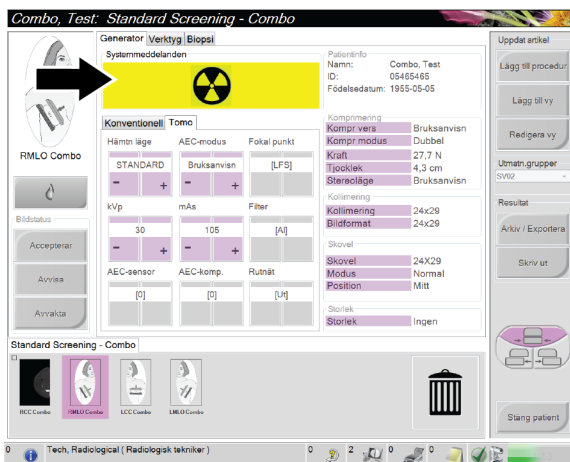 Combo, Test: Standard Screening - Combo
Generator Verktyg Biopsi
Systemmeddelanden
Patientinfo
Namn: Combo, Test
ID: 05465465
Födelsedatum: 1955-05-05
Uppdat artikel
Lägg till procedur
Lägg till vy
Redigera vy
Utmatn.grupper
SV02
Resultat
Arkiv / Exportera
Skriv ut
Stäng patient
RMLO Combo
Bildstatus
Accepterar
Avvisa
Avvakta
Konventionell Tomo
Hämtn läge AEC-modus Fokal punkt
STANDARD Bruksanvisn [LFS]
- + - +
kVp mAs Filter
30 105 [Al]
- + - +
AEC-sensor AEC-komp. Rutnät
[0] [0] [Ut]
Komprimering
Kompr vers Bruksanvisn
Kompr modus Dubbel
Kraft 27,7 N
Tjocklek 4,3 cm
Stereoläge Bruksanvisn
Kollimering
Kollimering 24x29
Bildformat 24x29
Skovel
Skovel 24X29
Modus Normal
Position Mitt
Storlek
Storlek Ingen
Standard Screening - Combo
RCC Combo RMLO Combo LCC Combo LMLO Combo
0 Tech, Radiological ( Radiologisk tekniker ) 0 2 0 0